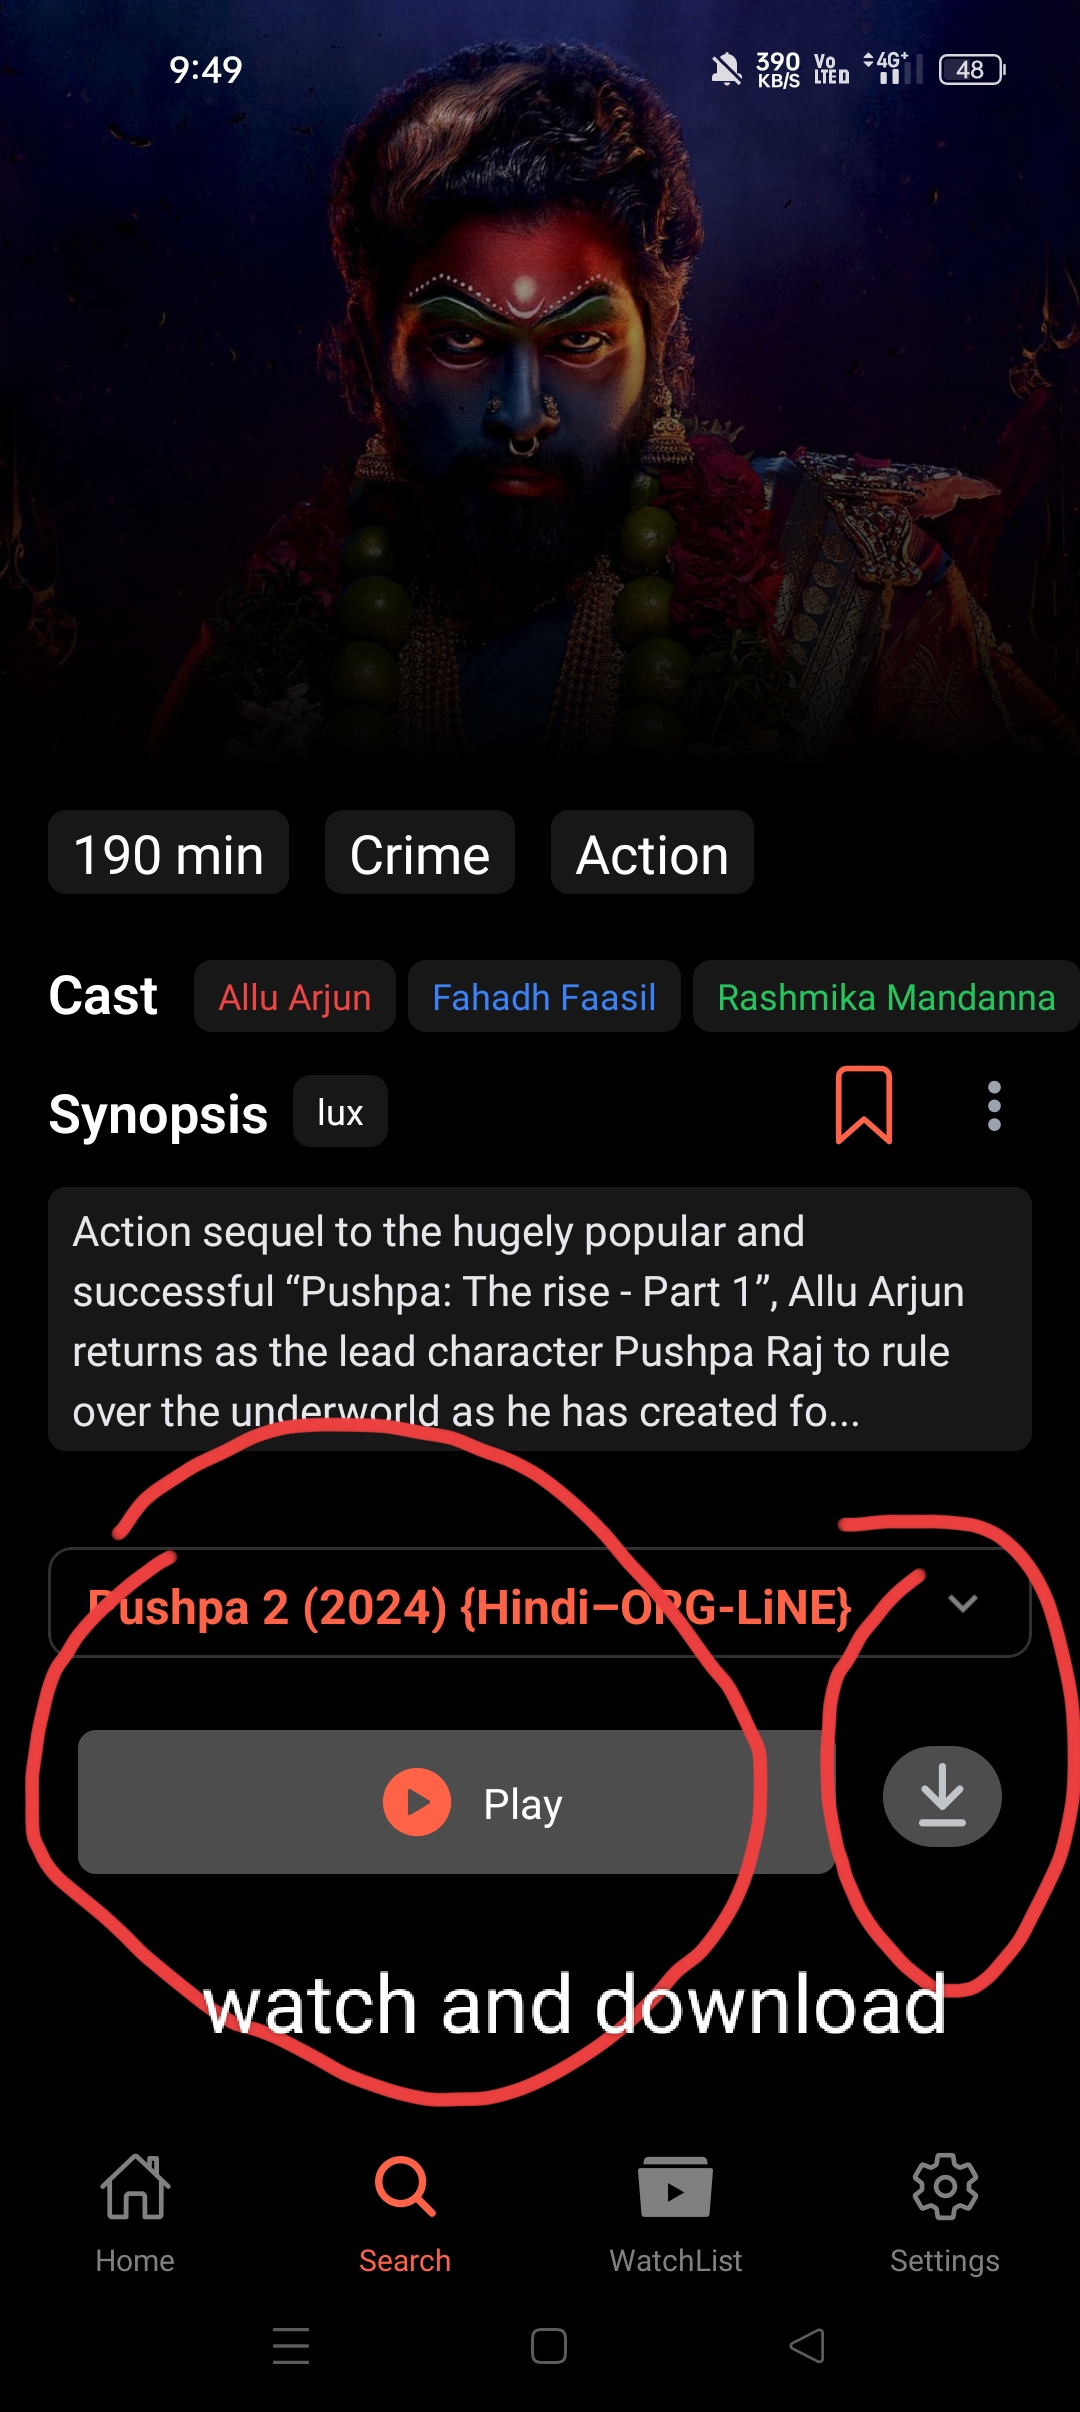 9:49
390 KB/S Vo LTE D 4G+ 48
190 min Crime Action
Cast Allu Arjun Fahadh Faasil Rashmika Mandanna
Synopsis lux
Action sequel to the hugely popular and
successful “Pushpa: The rise - Part 1”, Allu Arjun
returns as the lead character Pushpa Raj to rule
over the underworld as he has created fo...
Pushpa 2 (2024) {Hindi–ORG-LiNE}
Play
watch and download
Home Search WatchList Settings